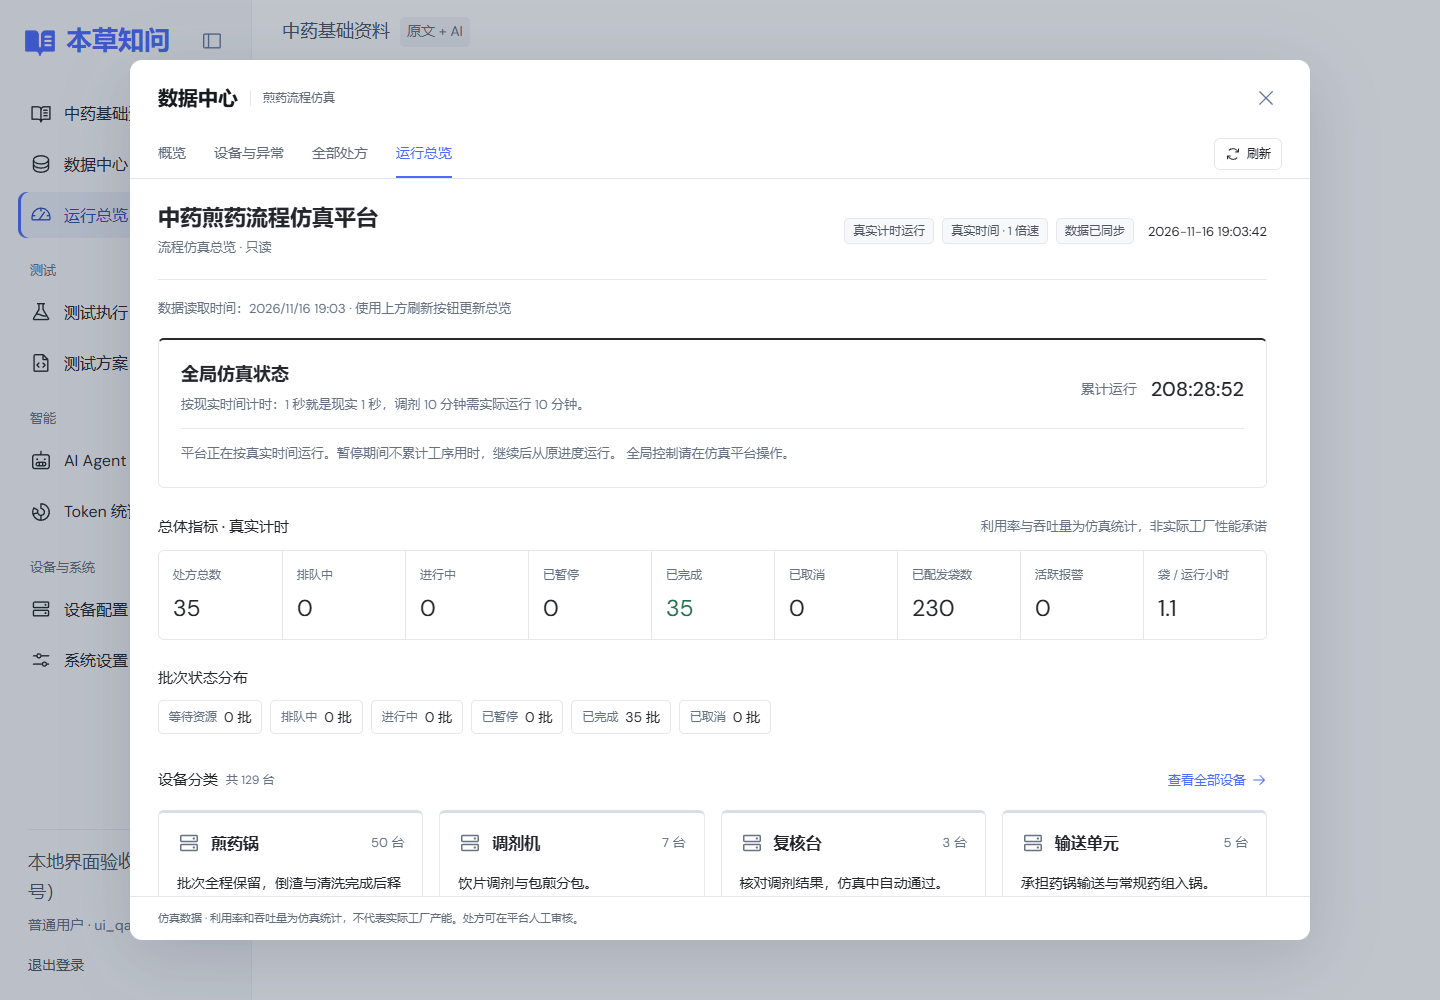 本草知问
中药基础资料
原文 + AI
中药基础
数据中心
运行总览
测试
测试执行
测试方案
智能
AI Agent
Token 统
设备与系统
设备配置
系统设置
本地界面验收
号)
普通用户 · ui_qa
退出登录
数据中心
煎药流程仿真
概览
设备与异常
全部处方
运行总览
刷新
中药煎药流程仿真平台
流程仿真总览 · 只读
真实计时运行
真实时间 · 1 倍速
数据已同步
2026-11-16 19:03:42
数据读取时间：2026/11/16 19:03 · 使用上方刷新按钮更新总览
全局仿真状态
按现实时间计时：1 秒就是现实 1 秒，调剂 10 分钟需实际运行 10 分钟。
累计运行 208:28:52
平台正在按真实时间运行。暂停期间不累计工序用时，继续后从原进度运行。 全局控制请在仿真平台操作。
总体指标 · 真实计时
利用率与吞吐量为仿真统计，非实际工厂性能承诺
处方总数
35
排队中
0
进行中
0
已暂停
0
已完成
35
已取消
0
已配发袋数
230
活跃报警
0
袋 / 运行小时
1.1
批次状态分布
等待资源 0 批
排队中 0 批
进行中 0 批
已暂停 0 批
已完成 35 批
已取消 0 批
设备分类 共 129 台
查看全部设备
煎药锅
50 台
批次全程保留，倒渣与清洗完成后释
调剂机
7 台
饮片调剂与包煎分包。
复核台
3 台
核对调剂结果，仿真中自动通过。
输送单元
5 台
承担药锅输送与常规药组入锅。
仿真数据 · 利用率和吞吐量为仿真统计，不代表实际工厂产能。处方可在平台人工审核。